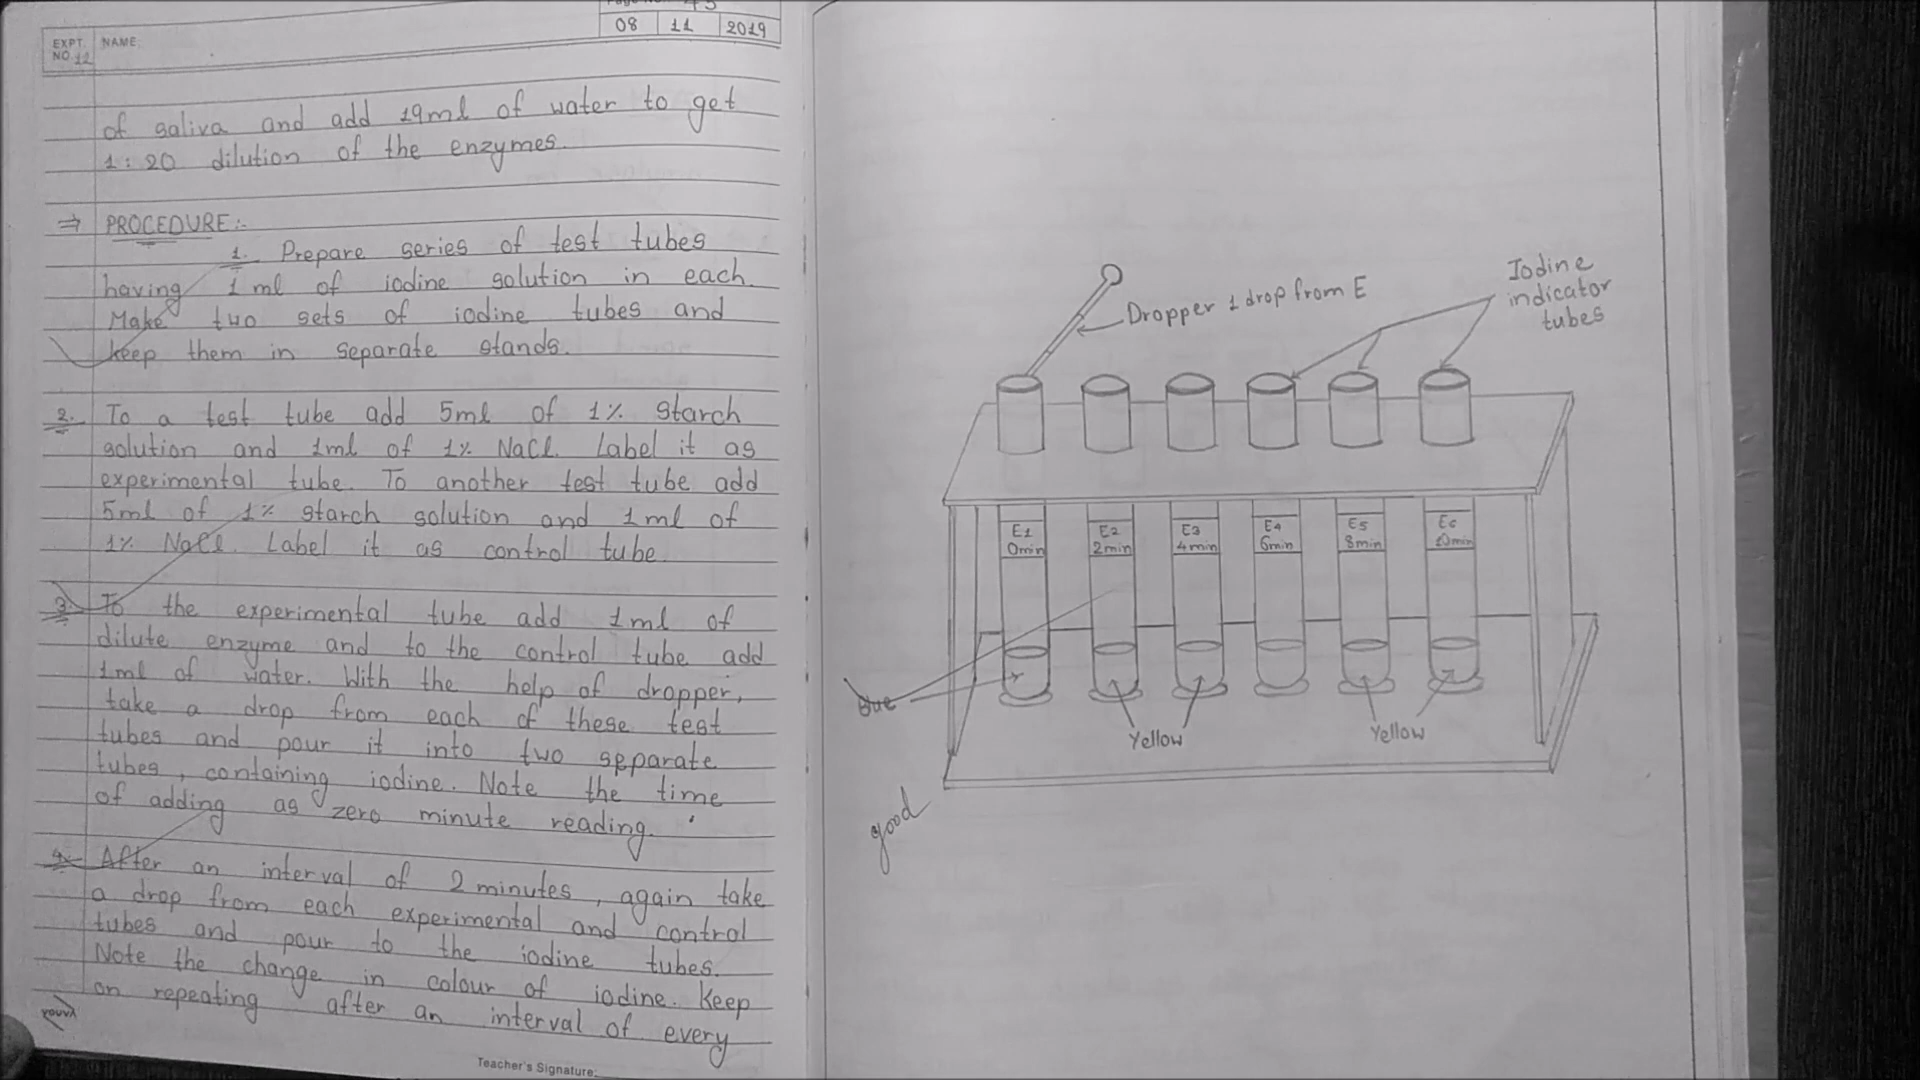 08 11 2019
EXPT. NO. 12 NAME:
of saliva and add 19ml of water to get
1:20 dilution of the enzymes.
⇒ PROCEDURE:-
1. Prepare series of test tubes
having 1 ml of iodine solution in each.
Make two sets of iodine tubes and
keep them in separate stands.
2. To a test tube add 5ml of 1% starch
solution and 1ml of 1% NaCl. Label it as
experimental tube. To another test tube add
5ml of 1% starch solution and 1ml of
1% NaCl. Label it as control tube.
3. To the experimental tube add 1ml of
dilute enzyme and to the control tube add
1ml of water. With the help of dropper,
take a drop from each of these test
tubes and pour it into two separate
tubes, containing iodine. Note the time
of adding as zero minute reading.
4. After an interval of 2 minutes, again take
a drop from each experimental and control
tubes and pour to the iodine tubes.
Note the change in colour of iodine. Keep
on repeating after an interval of every
Teacher's Signature:
Dropper 1 drop from E
Iodine
indicator
tubes
E1 E2 E3 E4 E5 E6
0min 2min 4min 6min 8min 10min
Yellow Yellow
good